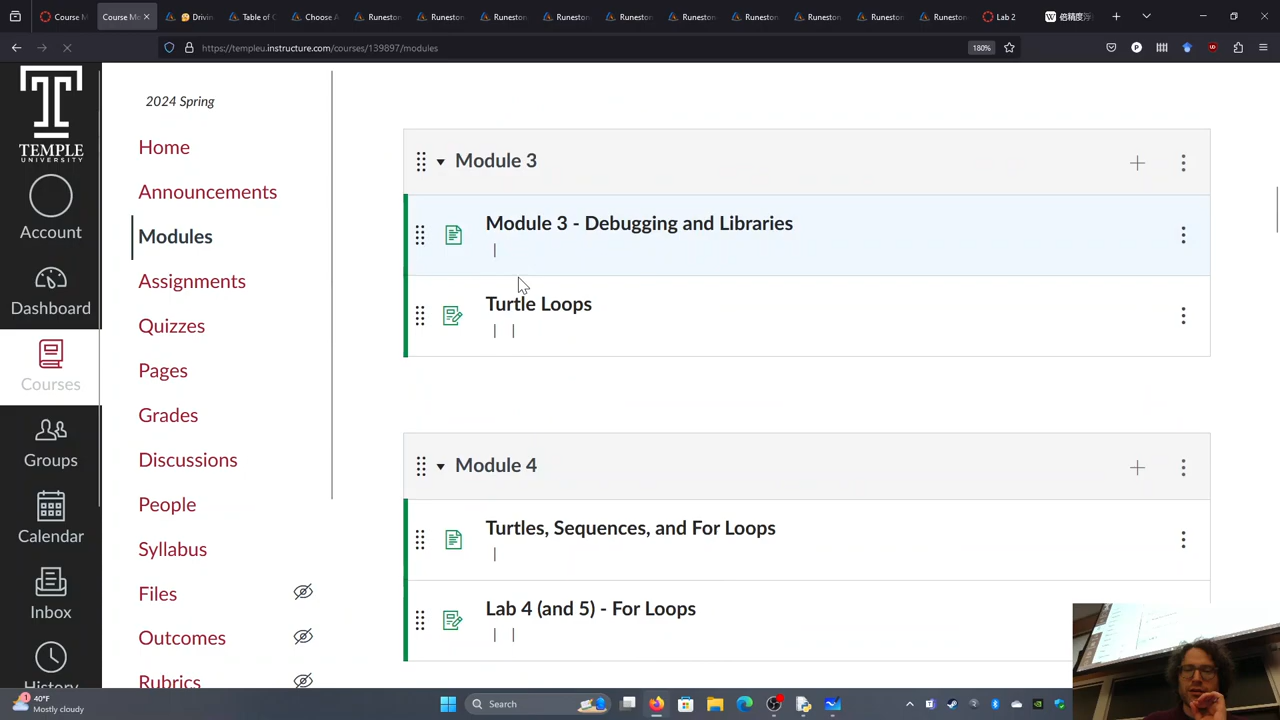 Course M
Course Mo
Drivin
Table of C
Choose A
Runeston
Runeston
Runeston
Runeston
Runeston
Runeston
Runeston
Runeston
Runeston
Runeston
Lab 2
https://templeu.instructure.com/courses/139897/modules
180%
TEMPLE
UNIVERSITY
Account
Dashboard
Courses
Groups
Calendar
Inbox
History
2024 Spring
Home
Announcements
Modules
Assignments
Quizzes
Pages
Grades
Discussions
People
Syllabus
Files
Outcomes
Rubrics
Module 3
Module 3 - Debugging and Libraries
|
Turtle Loops
| |
Module 4
Turtles, Sequences, and For Loops
|
Lab 4 (and 5) - For Loops
| |
1
40°F
Mostly cloudy
Search